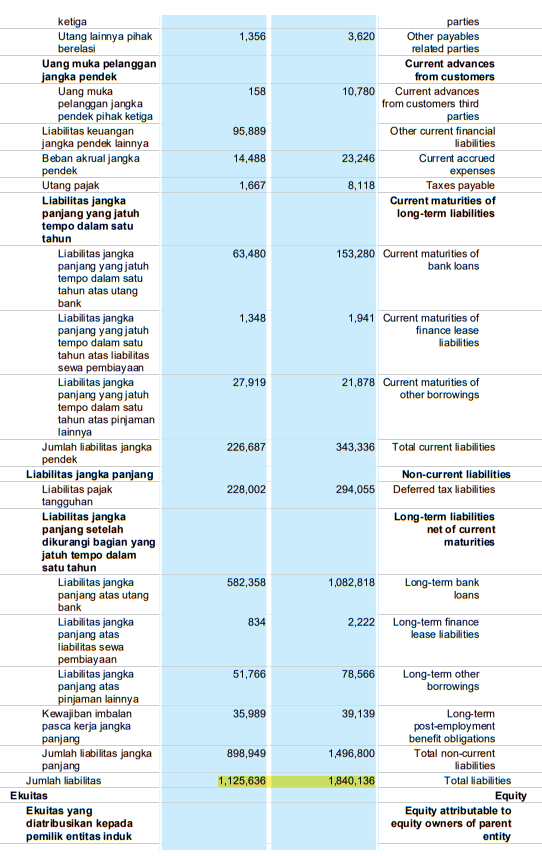 ketiga parties
Utang lainnya pihak 1,356 3,620 Other payables
berelasi related parties
Uang muka pelanggan Current advances
jangka pendek from customers
Uang muka 158 10,780 Current advances
pelanggan jangka from customers third
pendek pihak ketiga parties
Liabilitas keuangan 95,889 Other current financial
jangka pendek lainnya liabilities
Beban akrual jangka 14,488 23,246 Current accrued
pendek expenses
Utang pajak 1,667 8,118 Taxes payable
Liabilitas jangka Current maturities of
panjang yang jatuh long-term liabilities
tempo dalam satu
tahun
Liabilitas jangka 63,480 153,280 Current maturities of
panjang yang jatuh bank loans
tempo dalam satu
tahun atas utang
bank
Liabilitas jangka 1,348 1,941 Current maturities of
panjang yang jatuh finance lease
tempo dalam satu liabilities
tahun atas liabilitas
sewa pembiayaan
Liabilitas jangka 27,919 21,878 Current maturities of
panjang yang jatuh other borrowings
tempo dalam satu
tahun atas pinjaman
lainnya
Jumlah liabilitas jangka 226,687 343,336 Total current liabilities
pendek
Liabilitas jangka panjang Non-current liabilities
Liabilitas pajak 228,002 294,055 Deferred tax liabilities
tangguhan
Liabilitas jangka Long-term liabilities
panjang setelah net of current
dikurangi bagian yang maturities
jatuh tempo dalam
satu tahun
Liabilitas jangka 582,358 1,082,818 Long-term bank
panjang atas utang loans
bank
Liabilitas jangka 834 2,222 Long-term finance
panjang atas lease liabilities
liabilitas sewa
pembiayaan
Liabilitas jangka 51,766 78,566 Long-term other
panjang atas borrowings
pinjaman lainnya
Kewajiban imbalan 35,989 39,139 Long-term
pasca kerja jangka post-employment
panjang benefit obligations
Jumlah liabilitas jangka 898,949 1,496,800 Total non-current
panjang liabilities
Jumlah liabilitas 1,125,636 1,840,136 Total liabilities
Ekuitas Equity
Ekuitas yang Equity attributable to
diatribusikan kepada equity owners of parent
pemilik entitas induk entity